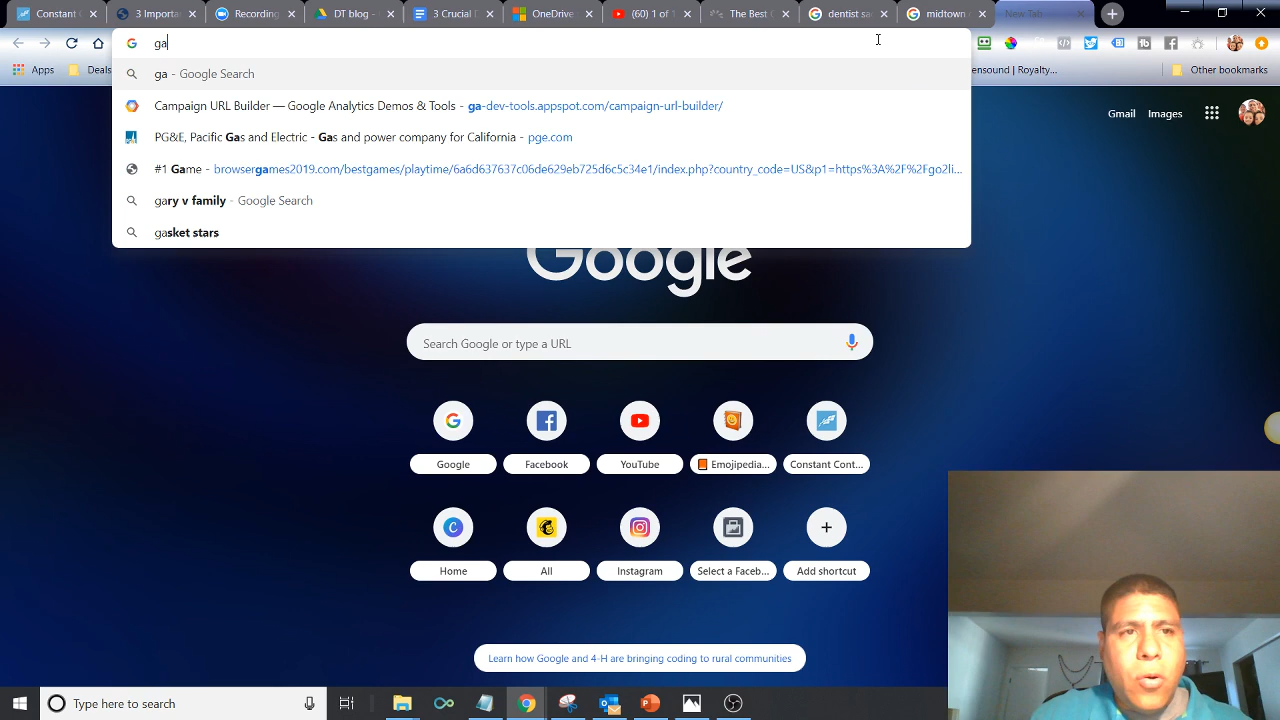 Constant C
3 Importa
Recording
DT blog -
3 Crucial D
OneDrive
(60) 1 of 1
The Best
dentist sa
midtown
New Tab
ga
Apps
Deals
ensound | Royalty...
Other bookmarks
ga - Google Search
Campaign URL Builder — Google Analytics Demos & Tools - ga-dev-tools.appspot.com/campaign-url-builder/
PG&E, Pacific Gas and Electric - Gas and power company for California - pge.com
#1 Game - browsergames2019.com/bestgames/playtime/6a6d637637c06de629eb725d6c5c34e1/index.php?country_code=US&p1=https%3A%2F%2Fgo2li...
gary v family - Google Search
gasket stars
Gmail Images
Google
Search Google or type a URL
Google Facebook YouTube Emojipedia... Constant Cont...
Home All Instagram Select a Faceb... Add shortcut
Learn how Google and 4-H are bringing coding to rural communities
Type here to search